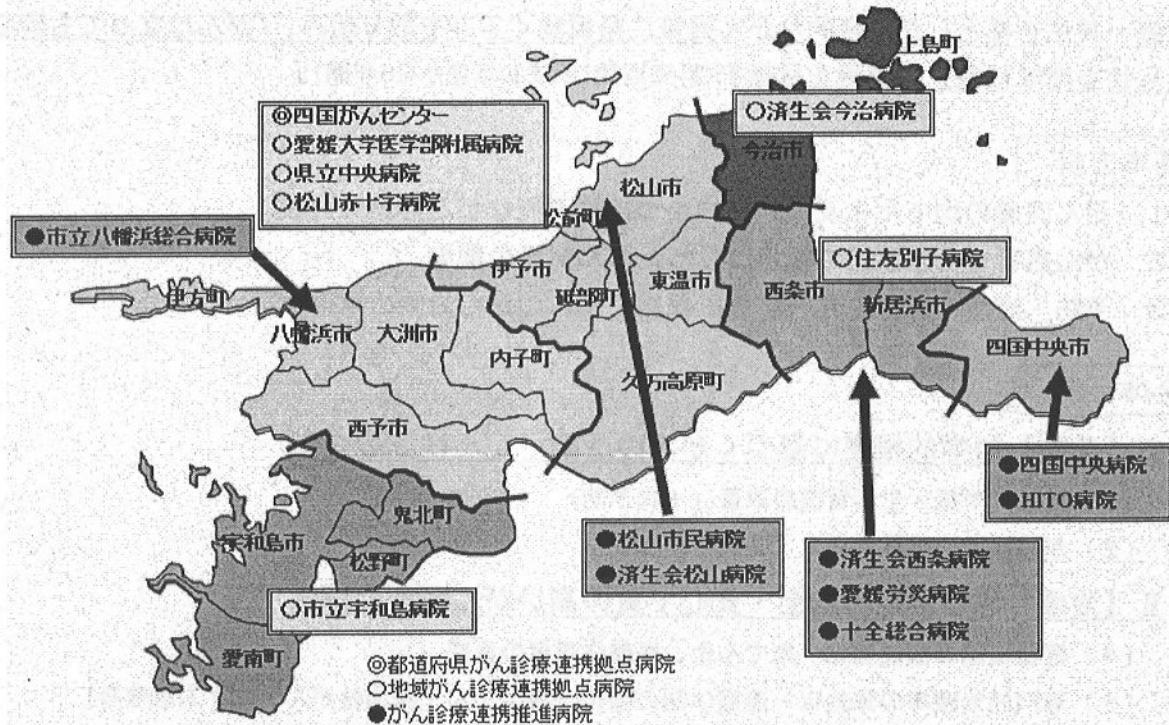 上島町
○済生会今治病院
◎四国がんセンター
○愛媛大学医学部附属病院
○県立中央病院
○松山赤十字病院
今治市
松山市
松前町
●市立八幡浜総合病院
伊予市
砥部町
東温市
西条市
○住友別子病院
新居浜市
四国中央市
伊方町
八幡浜市
大洲市
内子町
久万高原町
西予市
●四国中央病院
●HITO病院
鬼北町
宇和島市
松野町
●松山市民病院
●済生会松山病院
●済生会西条病院
●愛媛労災病院
●十全総合病院
○市立宇和島病院
愛南町
◎都道府県がん診療連携拠点病院
○地域がん診療連携拠点病院
●がん診療連携推進病院